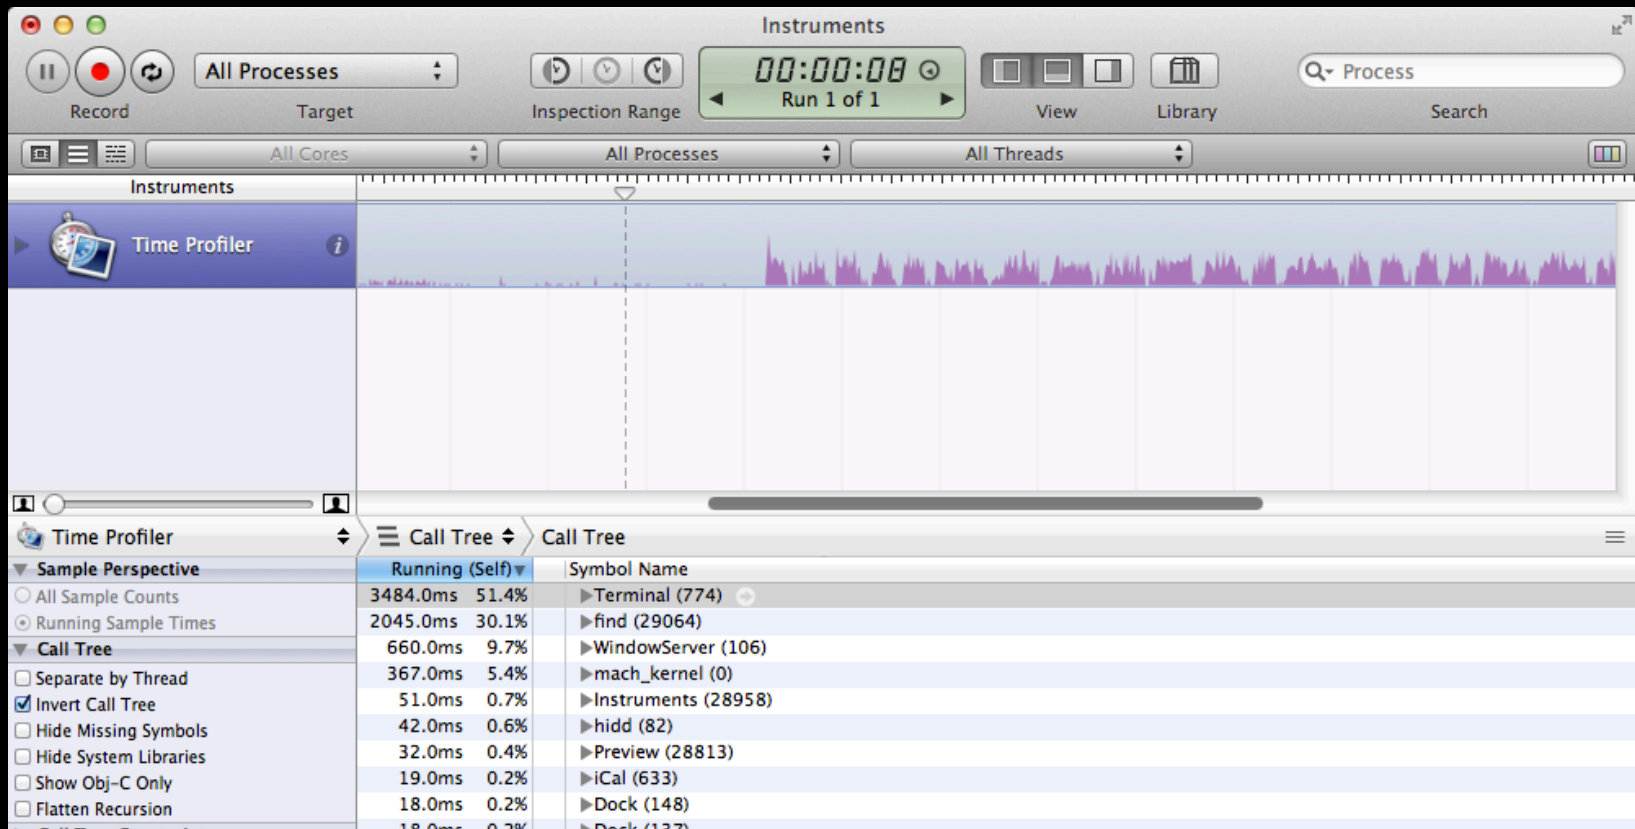 Instruments
All Processes
00:00:08
Run 1 of 1
Process
Record
Target
Inspection Range
View
Library
Search
All Cores
All Processes
All Threads
Instruments
Time Profiler
Time Profiler
Call Tree
Call Tree
Sample Perspective
Running (Self) Symbol Name
All Sample Counts
3484.0ms 51.4% Terminal (774)
Running Sample Times
2045.0ms 30.1% find (29064)
Call Tree
660.0ms 9.7% WindowServer (106)
Separate by Thread
367.0ms 5.4% mach_kernel (0)
Invert Call Tree
51.0ms 0.7% Instruments (28958)
Hide Missing Symbols
42.0ms 0.6% hidd (82)
Hide System Libraries
32.0ms 0.4% Preview (28813)
Show Obj-C Only
19.0ms 0.2% iCal (633)
Flatten Recursion
18.0ms 0.2% Dock (148)
18.0ms 0.2% Dock (137)